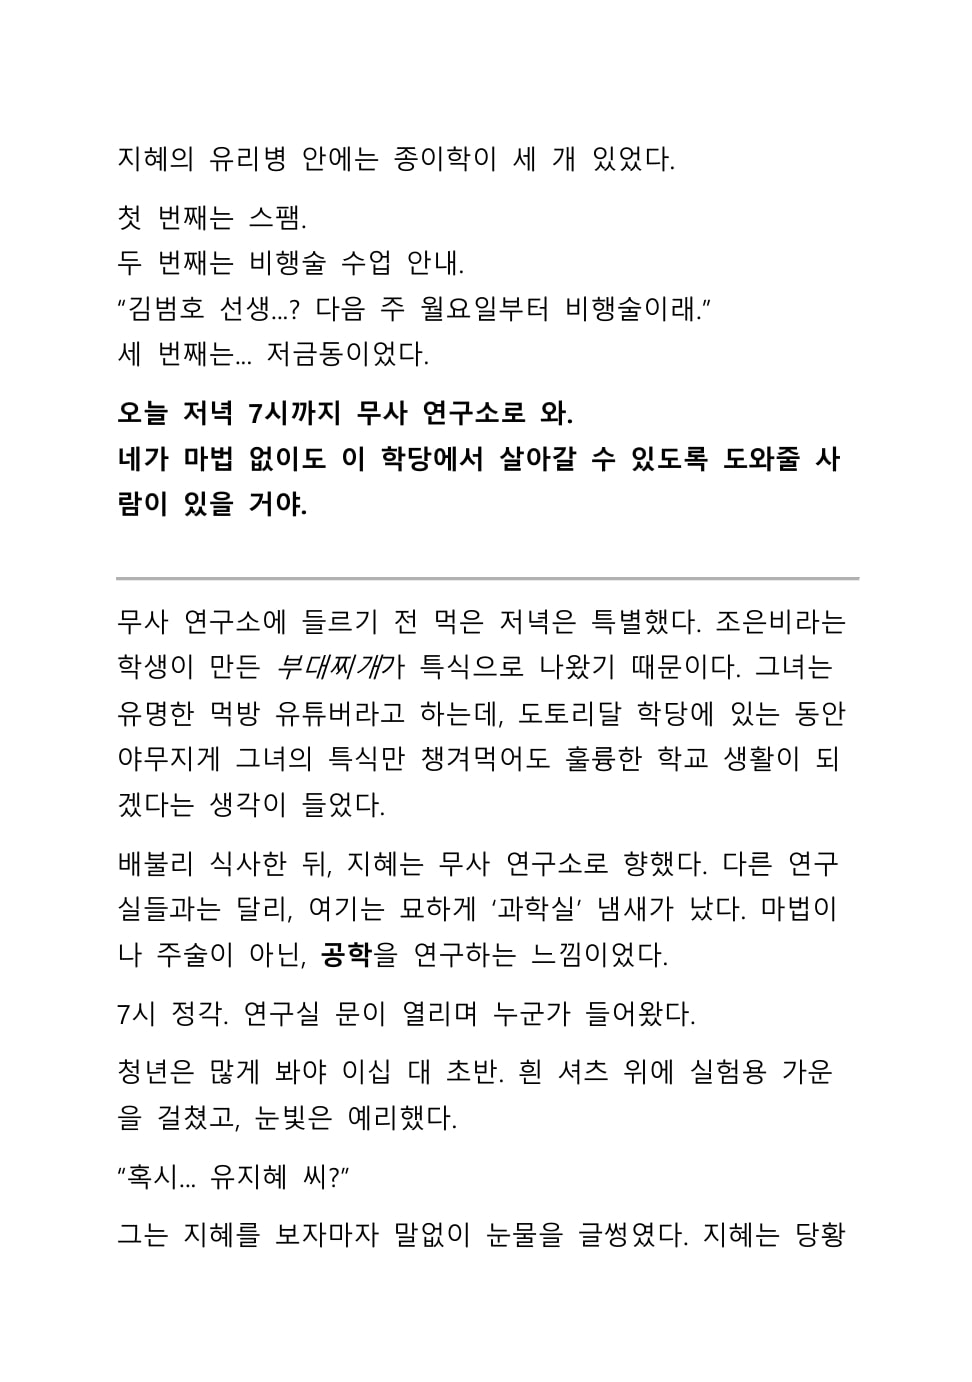 지혜의 유리병 안에는 종이학이 세 개 있었다.
첫 번째는 스팸.
두 번째는 비행술 수업 안내.
“김범호 선생...? 다음 주 월요일부터 비행술이래.”
세 번째는... 저금동이었다.
오늘 저녁 7시까지 무사 연구소로 와.
네가 마법 없이도 이 학당에서 살아갈 수 있도록 도와줄 사
람이 있을 거야.
무사 연구소에 들르기 전 먹은 저녁은 특별했다. 조은비라는
학생이 만든 부대찌개가 특식으로 나왔기 때문이다. 그녀는
유명한 먹방 유튜버라고 하는데, 도토리달 학당에 있는 동안
야무지게 그녀의 특식만 챙겨먹어도 훌륭한 학교 생활이 되
겠다는 생각이 들었다.
배불리 식사한 뒤, 지혜는 무사 연구소로 향했다. 다른 연구
실들과는 달리, 여기는 묘하게 ‘과학실’ 냄새가 났다. 마법이
나 주술이 아닌, 공학을 연구하는 느낌이었다.
7시 정각. 연구실 문이 열리며 누군가 들어왔다.
청년은 많게 봐야 이십 대 초반. 흰 셔츠 위에 실험용 가운
을 걸쳤고, 눈빛은 예리했다.
“혹시... 유지혜 씨?”
그는 지혜를 보자마자 말없이 눈물을 글썽였다. 지혜는 당황